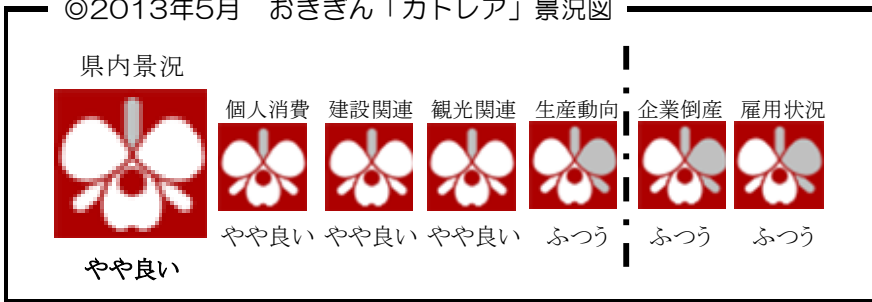 ◎2013年5月　おきぎん「カトレア」景況図
県内景況
個人消費 建設関連 観光関連 生産動向 企業倒産 雇用状況
やや良い やや良い やや良い ふつう ふつう ふつう
やや良い